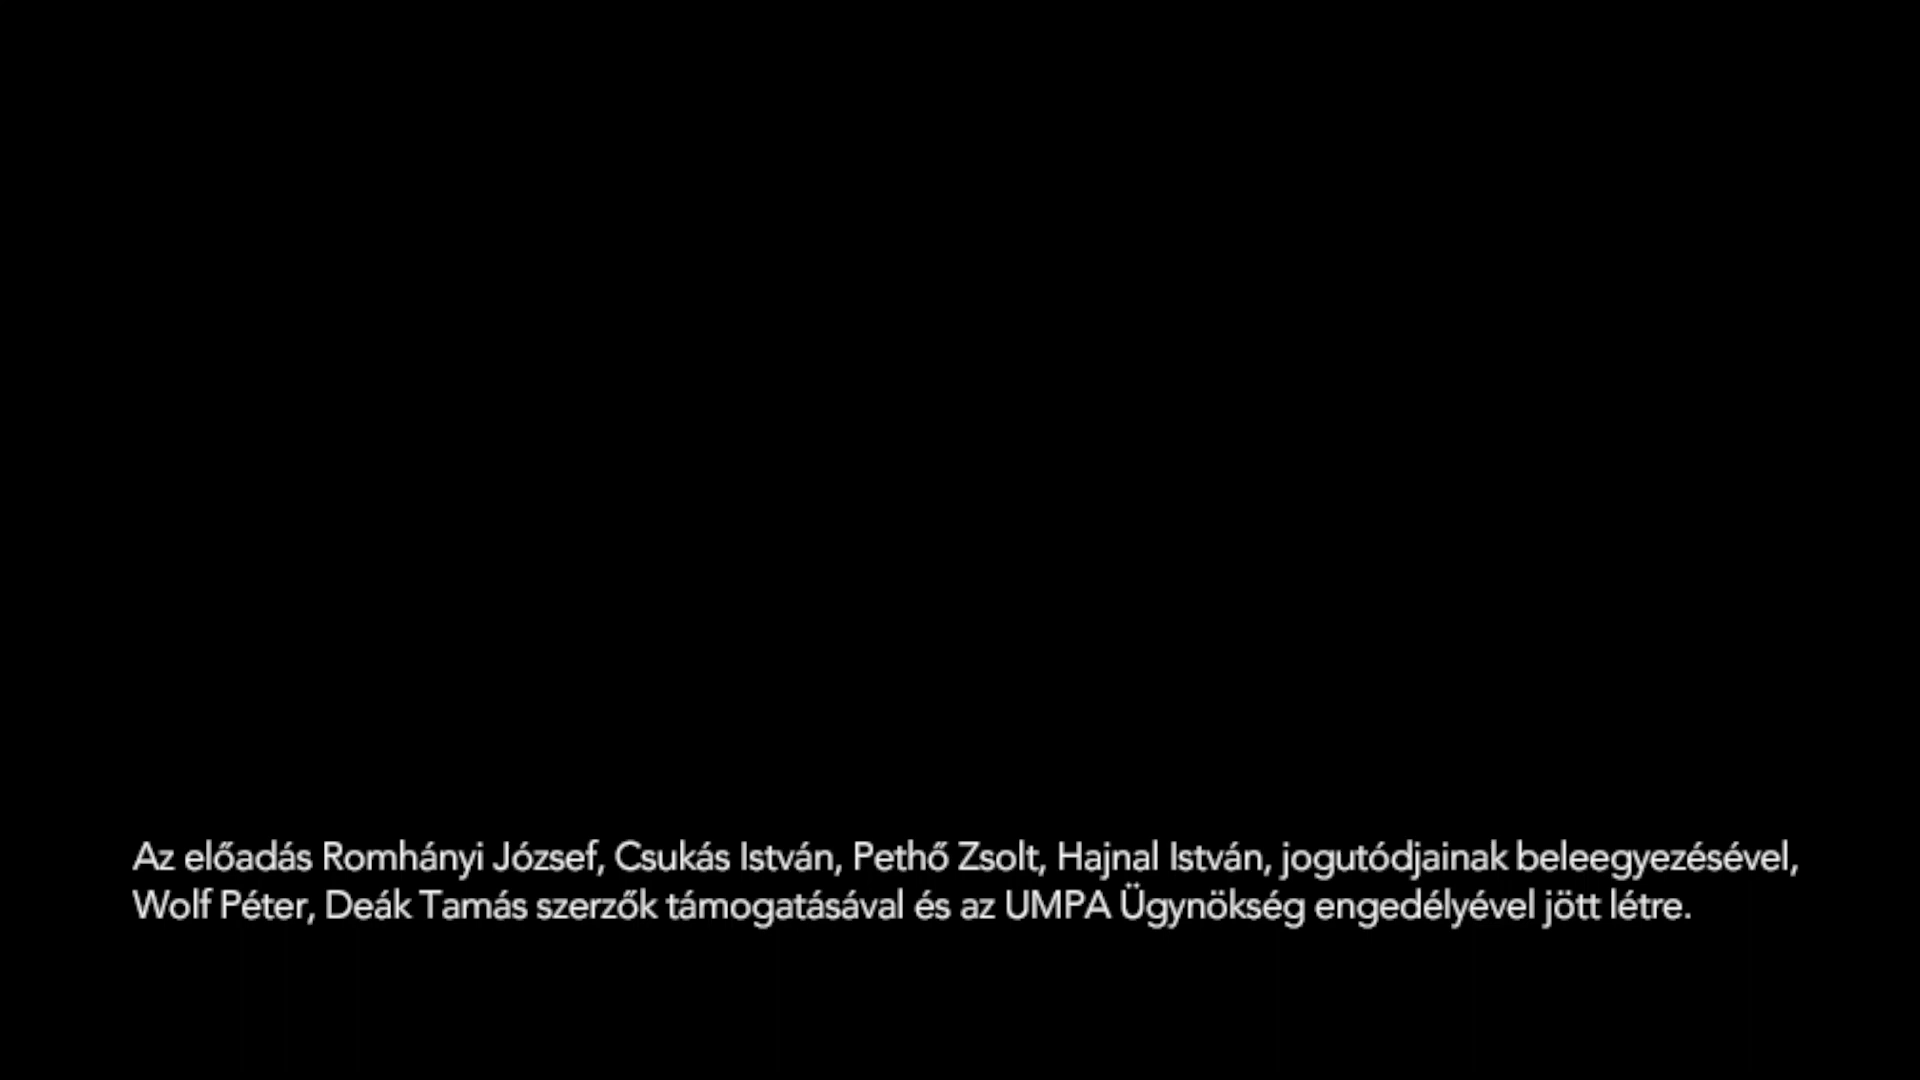 Az előadás Romhányi József, Csukás István, Pethő Zsolt, Hajnal István, jogutódjainak beleegyezésével,
Wolf Péter, Deák Tamás szerzők támogatásával és az UMPA Ügynökség engedélyével jött létre.